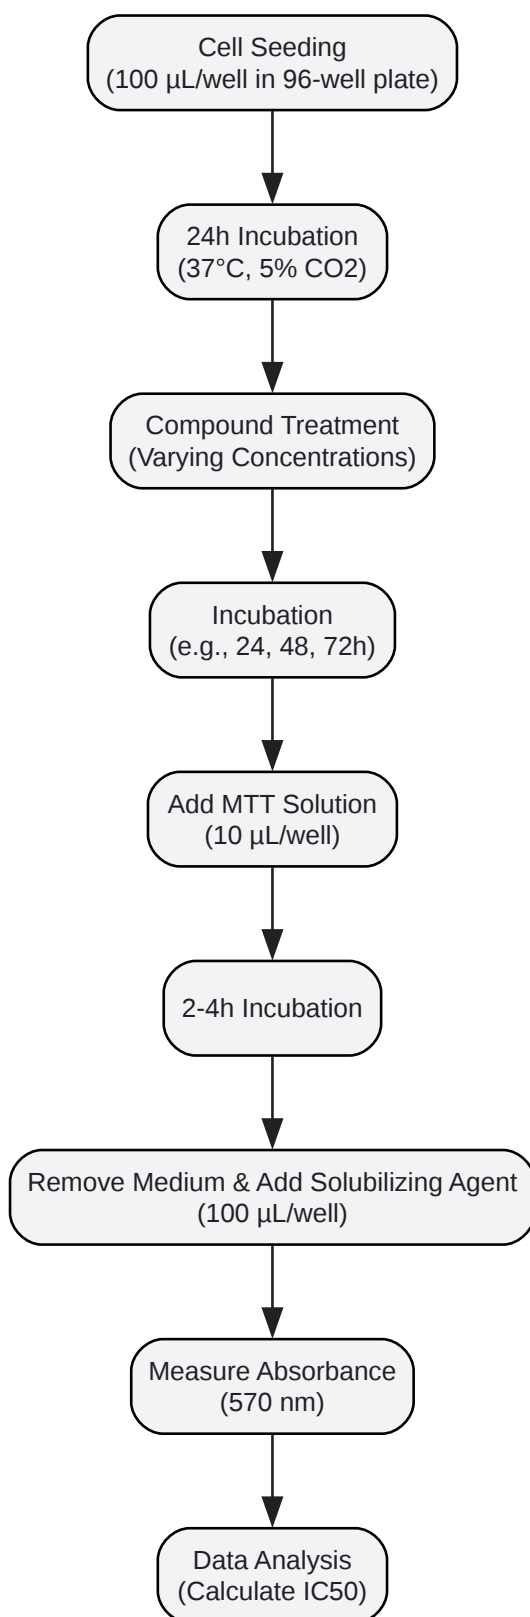 Cell Seeding
(100 µL/well in 96-well plate)
24h Incubation
(37°C, 5% CO2)
Compound Treatment
(Varying Concentrations)
Incubation
(e.g., 24, 48, 72h)
Add MTT Solution
(10 µL/well)
2-4h Incubation
Remove Medium & Add Solubilizing Agent
(100 µL/well)
Measure Absorbance
(570 nm)
Data Analysis
(Calculate IC50)